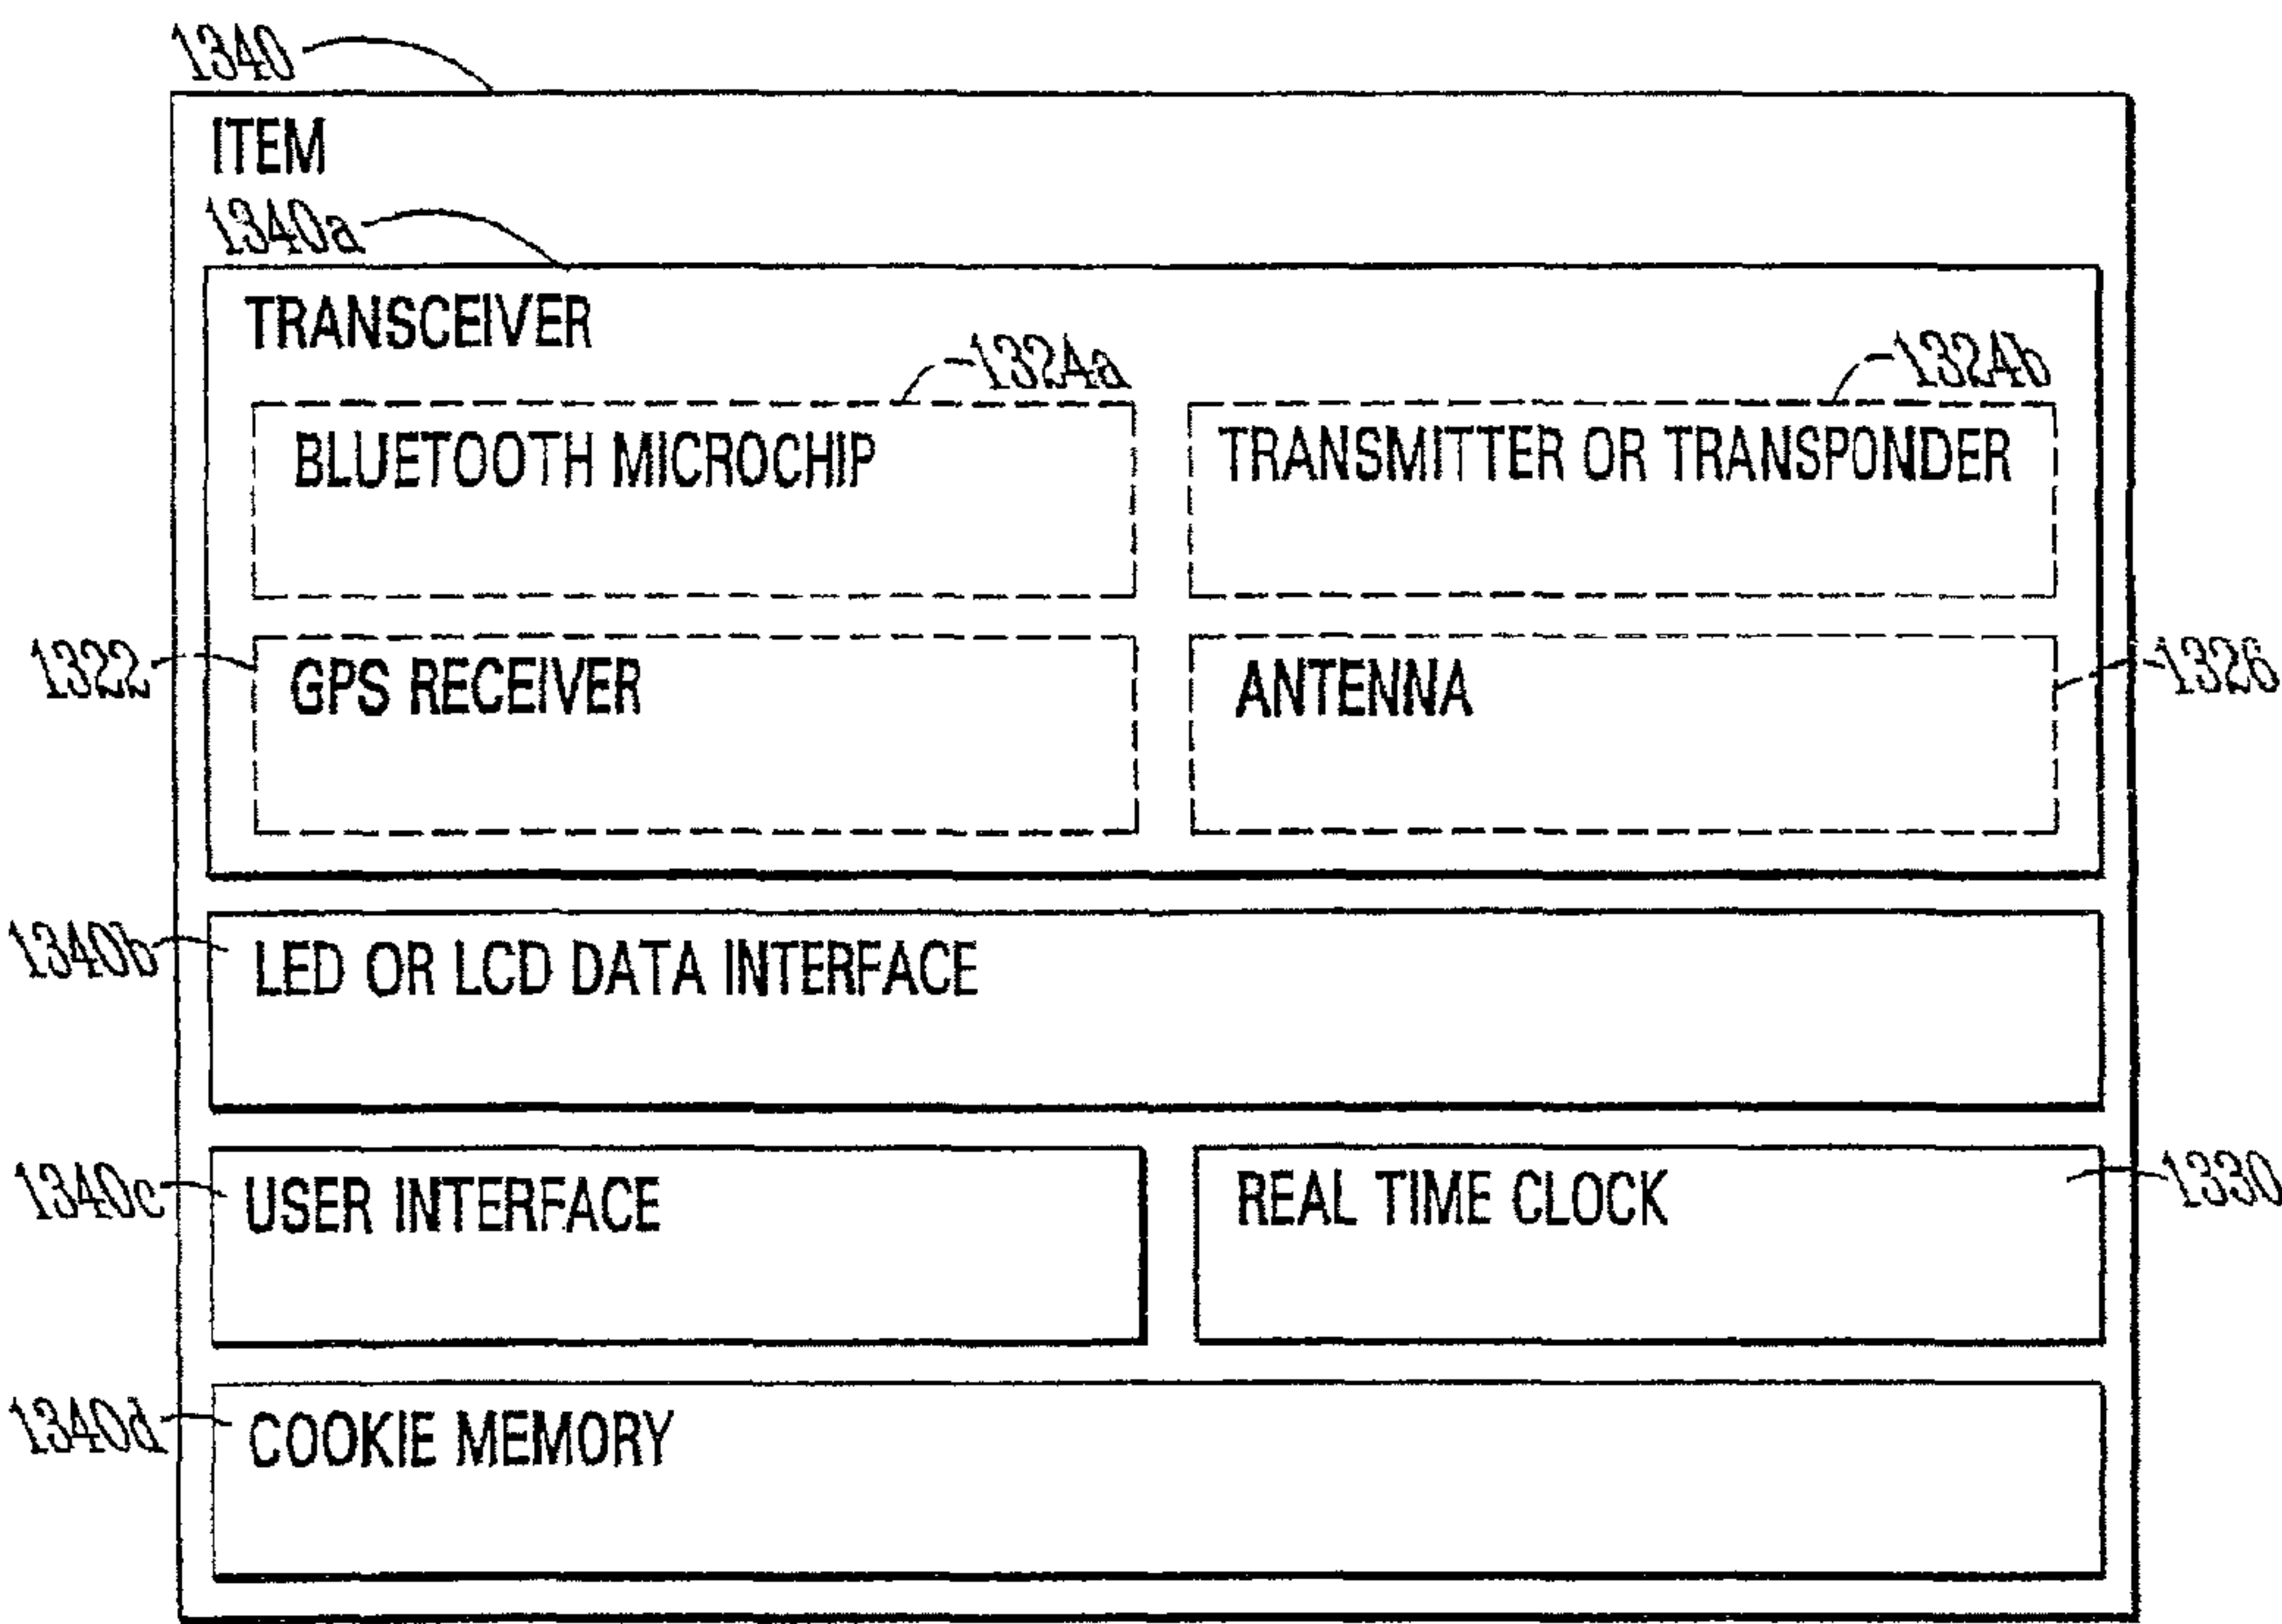 1340
ITEM
1340a
TRANSCEIVER
1324a
1324b
BLUETOOTH MICROCHIP
TRANSMITTER OR TRANSPONDER
1322
GPS RECEIVER
ANTENNA
1326
1340b
LED OR LCD DATA INTERFACE
1340c
USER INTERFACE
REAL TIME CLOCK
1330
1340d
COOKIE MEMORY